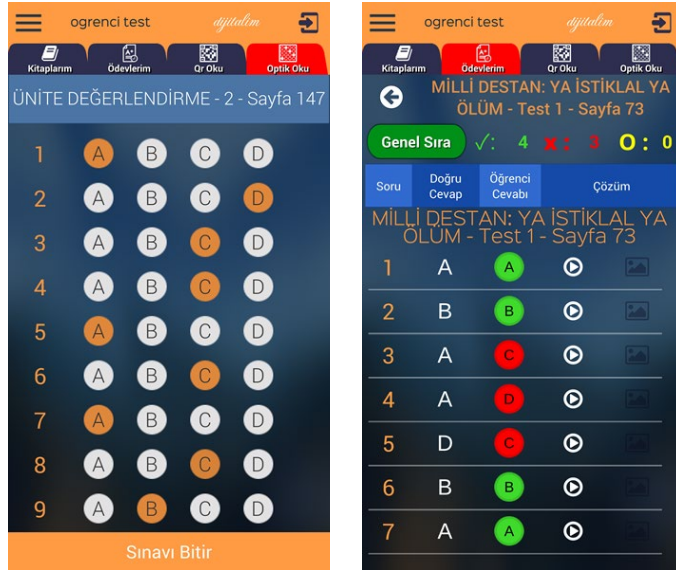 ogrenci test dijitalim
Kitaplarım Ödevlerim Qr Oku Optik Oku
ÜNİTE DEĞERLENDİRME - 2 - Sayfa 147
1 A B C D
2 A B C D
3 A B C D
4 A B C D
5 A B C D
6 A B C D
7 A B C D
8 A B C D
9 A B C D
Sınavı Bitir
ogrenci test dijitalim
Kitaplarım Ödevlerim Qr Oku Optik Oku
MİLLİ DESTAN: YA İSTİKLAL YA
ÖLÜM - Test 1 - Sayfa 73
Genel Sıra √: 4 ×: 3 O: 0
Soru Doğru Cevap Öğrenci Cevabı Çözüm
MİLLİ DESTAN: YA İSTİKLAL YA
ÖLÜM - Test 1 - Sayfa 73
1 A A
2 B B
3 A C
4 A D
5 D C
6 B B
7 A A